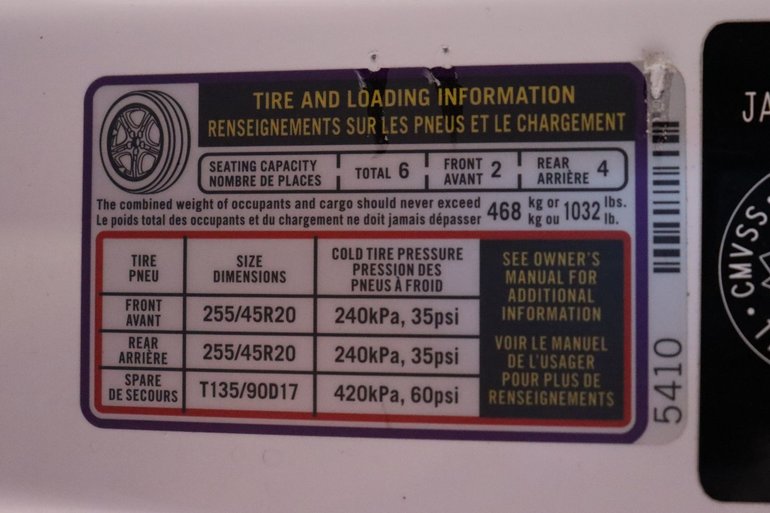 TIRE AND LOADING INFORMATION
RENSEIGNEMENTS SUR LES PNEUS ET LE CHARGEMENT
SEATING CAPACITY
NOMBRE DE PLACES
TOTAL 6
FRONT
AVANT 2
REAR
ARRIÈRE 4
The combined weight of occupants and cargo should never exceed 468 kg or 1032 lbs.
Le poids total des occupants et du chargement ne doit jamais dépasser kg ou lb.
TIRE
PNEU
SIZE
DIMENSIONS
COLD TIRE PRESSURE
PRESSION DES
PNEUS À FROID
FRONT
AVANT
255/45R20
240kPa, 35psi
REAR
ARRIÈRE
255/45R20
240kPa, 35psi
SPARE
DE SECOURS
T135/90D17
420kPa, 60psi
SEE OWNER'S
MANUAL FOR
ADDITIONAL
INFORMATION
VOIR LE MANUEL
DE L'USAGER
POUR PLUS DE
RENSEIGNEMENTS
5410
JA
CMVSS